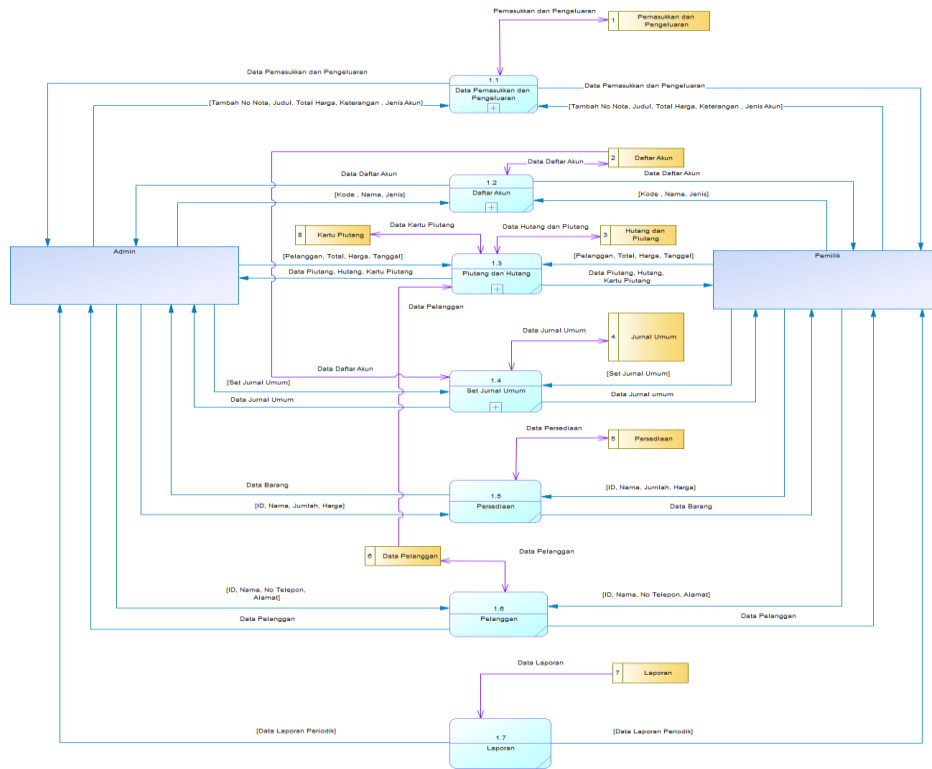 Pemasukkan dan Pengeluaran
1
Pemasukkan dan
Pengeluaran
Data Pemasukkan dan Pengeluaran
1.1
Data Pemasukkan dan
Pengeluaran
Data Pemasukkan dan Pengeluaran
[Tambah No Nota, Judul, Total Harga, Keterangan , Jenis Akun]
[Tambah No Nota, Judul, Total Harga, Keterangan , Jenis Akun]
Data Daftar Akun
2
Daftar Akun
Data Daftar Akun
1.2
Daftar Akun
Data Daftar Akun
[Kode , Nama, Jenis]
[Kode , Nama, Jenis]
8
Kartu Piutang
Data Kartu Piutang
Data Hutang dan Piutang
3
Hutang dan
Piutang
Admin
Pemilik
[Pelanggan, Total, Harga, Tanggal]
1.3
Piutang dan Hutang
[Pelanggan, Total, Harga, Tanggal]
Data Piutang, Hutang, Kartu Piutang
Data Piutang, Hutang,
Kartu Piutang
Data Pelanggan
Data Jurnal Umum
4
Jurnal Umum
Data Daftar Akun
1.4
Set Jurnal Umum
[Set Jurnal Umum]
[Set Jurnal Umum]
Data Jurnal Umum
Data Jurnal umum
Data Persediaan
5
Persediaan
Data Barang
1.5
Persediaan
[ID, Nama, Jumlah, Harga]
[ID, Nama, Jumlah, Harga]
Data Barang
6
Data Pelanggan
Data Pelanggan
[ID, Nama, No Telepon,
Alamat]
1.6
Pelanggan
[ID, Nama, No Telepon, Alamat]
Data Pelanggan
Data Pelanggan
Data Laporan
7
Laporan
[Data Laporan Periodik]
1.7
Laporan
[Data Laporan Periodik]